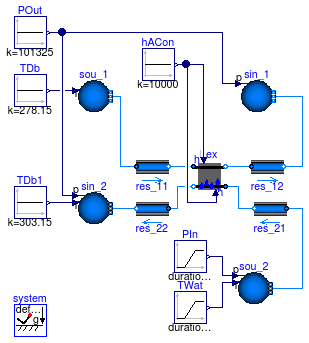 POut
k=101325
TDb
k=278.15
sou_1
p
hACon
k=10000
p
sin_1
h
ex
res_11
res_12
TDb1
k=303.15
p
sin_2
res_22
res_21
PIn
duratio...
p
sou_2
TWat
duratio...
system
def...
g